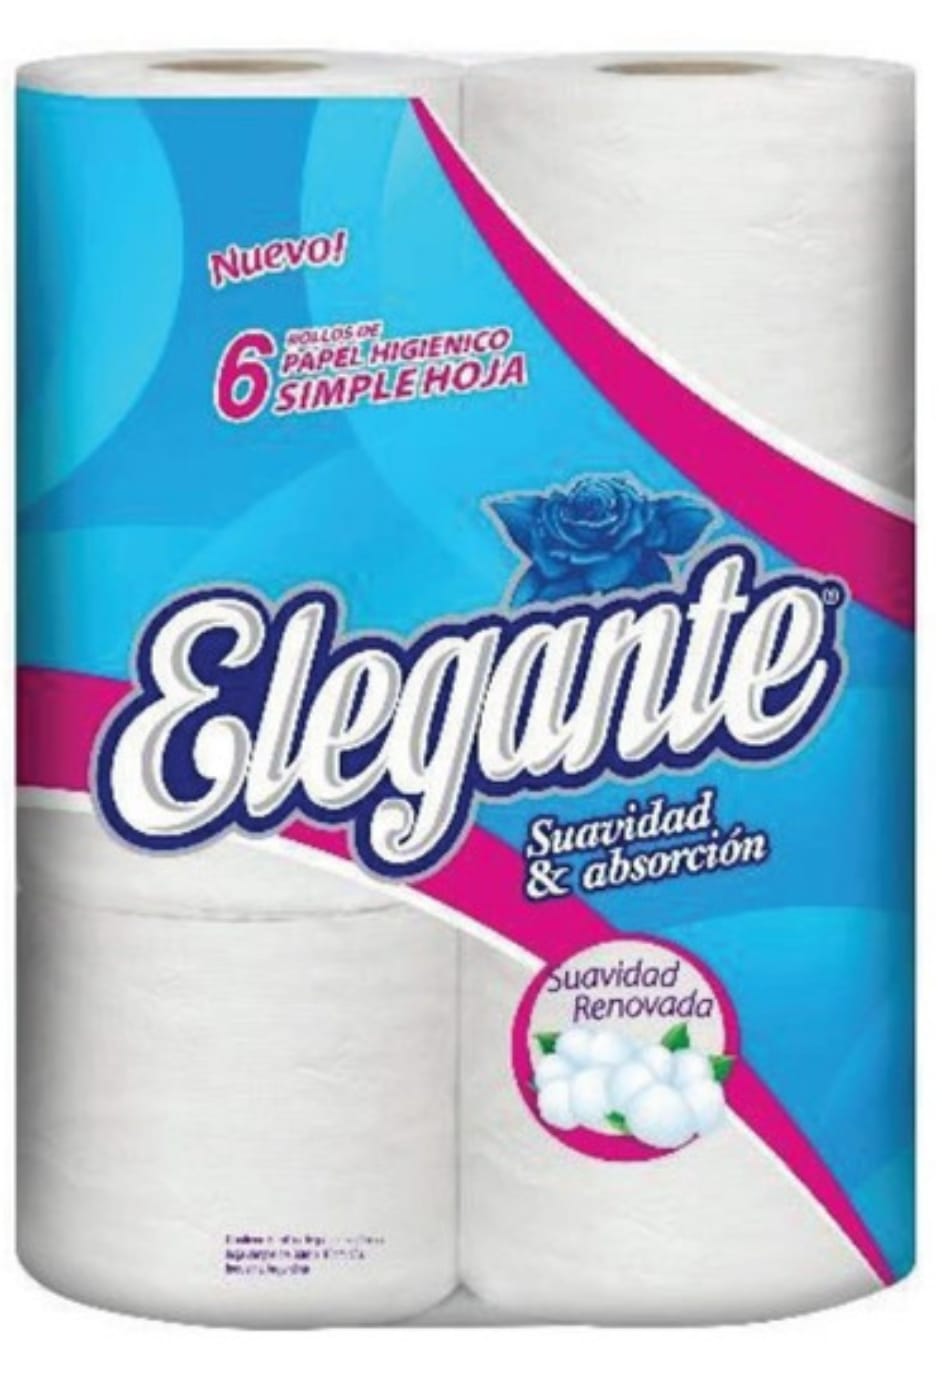 Nuevo!
6 ROLLOS DE
PAPEL HIGIENICO
SIMPLE HOJA
Elegante®
Suavidad
& absorción
Suavidad
Renovada